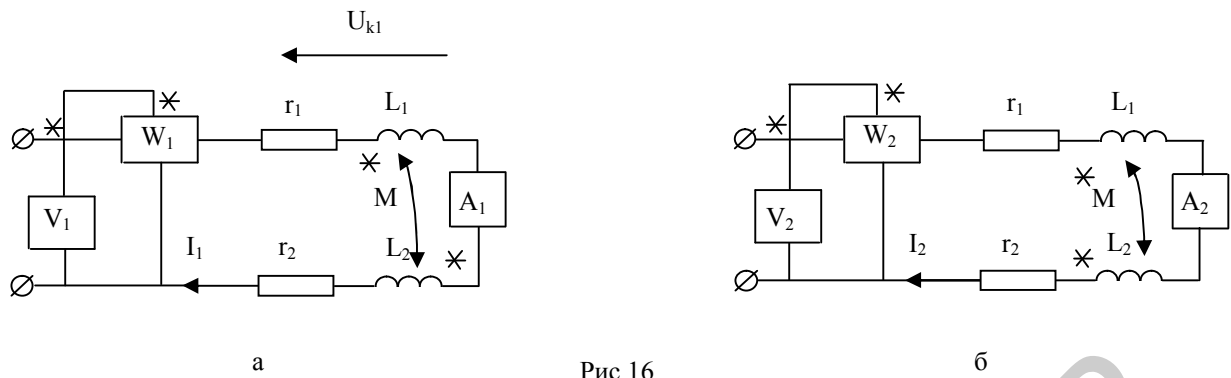 U_k1
r_1 L_1 r_1 L_1
W_1 W_2
M M
V_1 A_1 V_2 A_2
I_1 r_2 L_2 I_2 r_2 L_2
а Рис 16 б